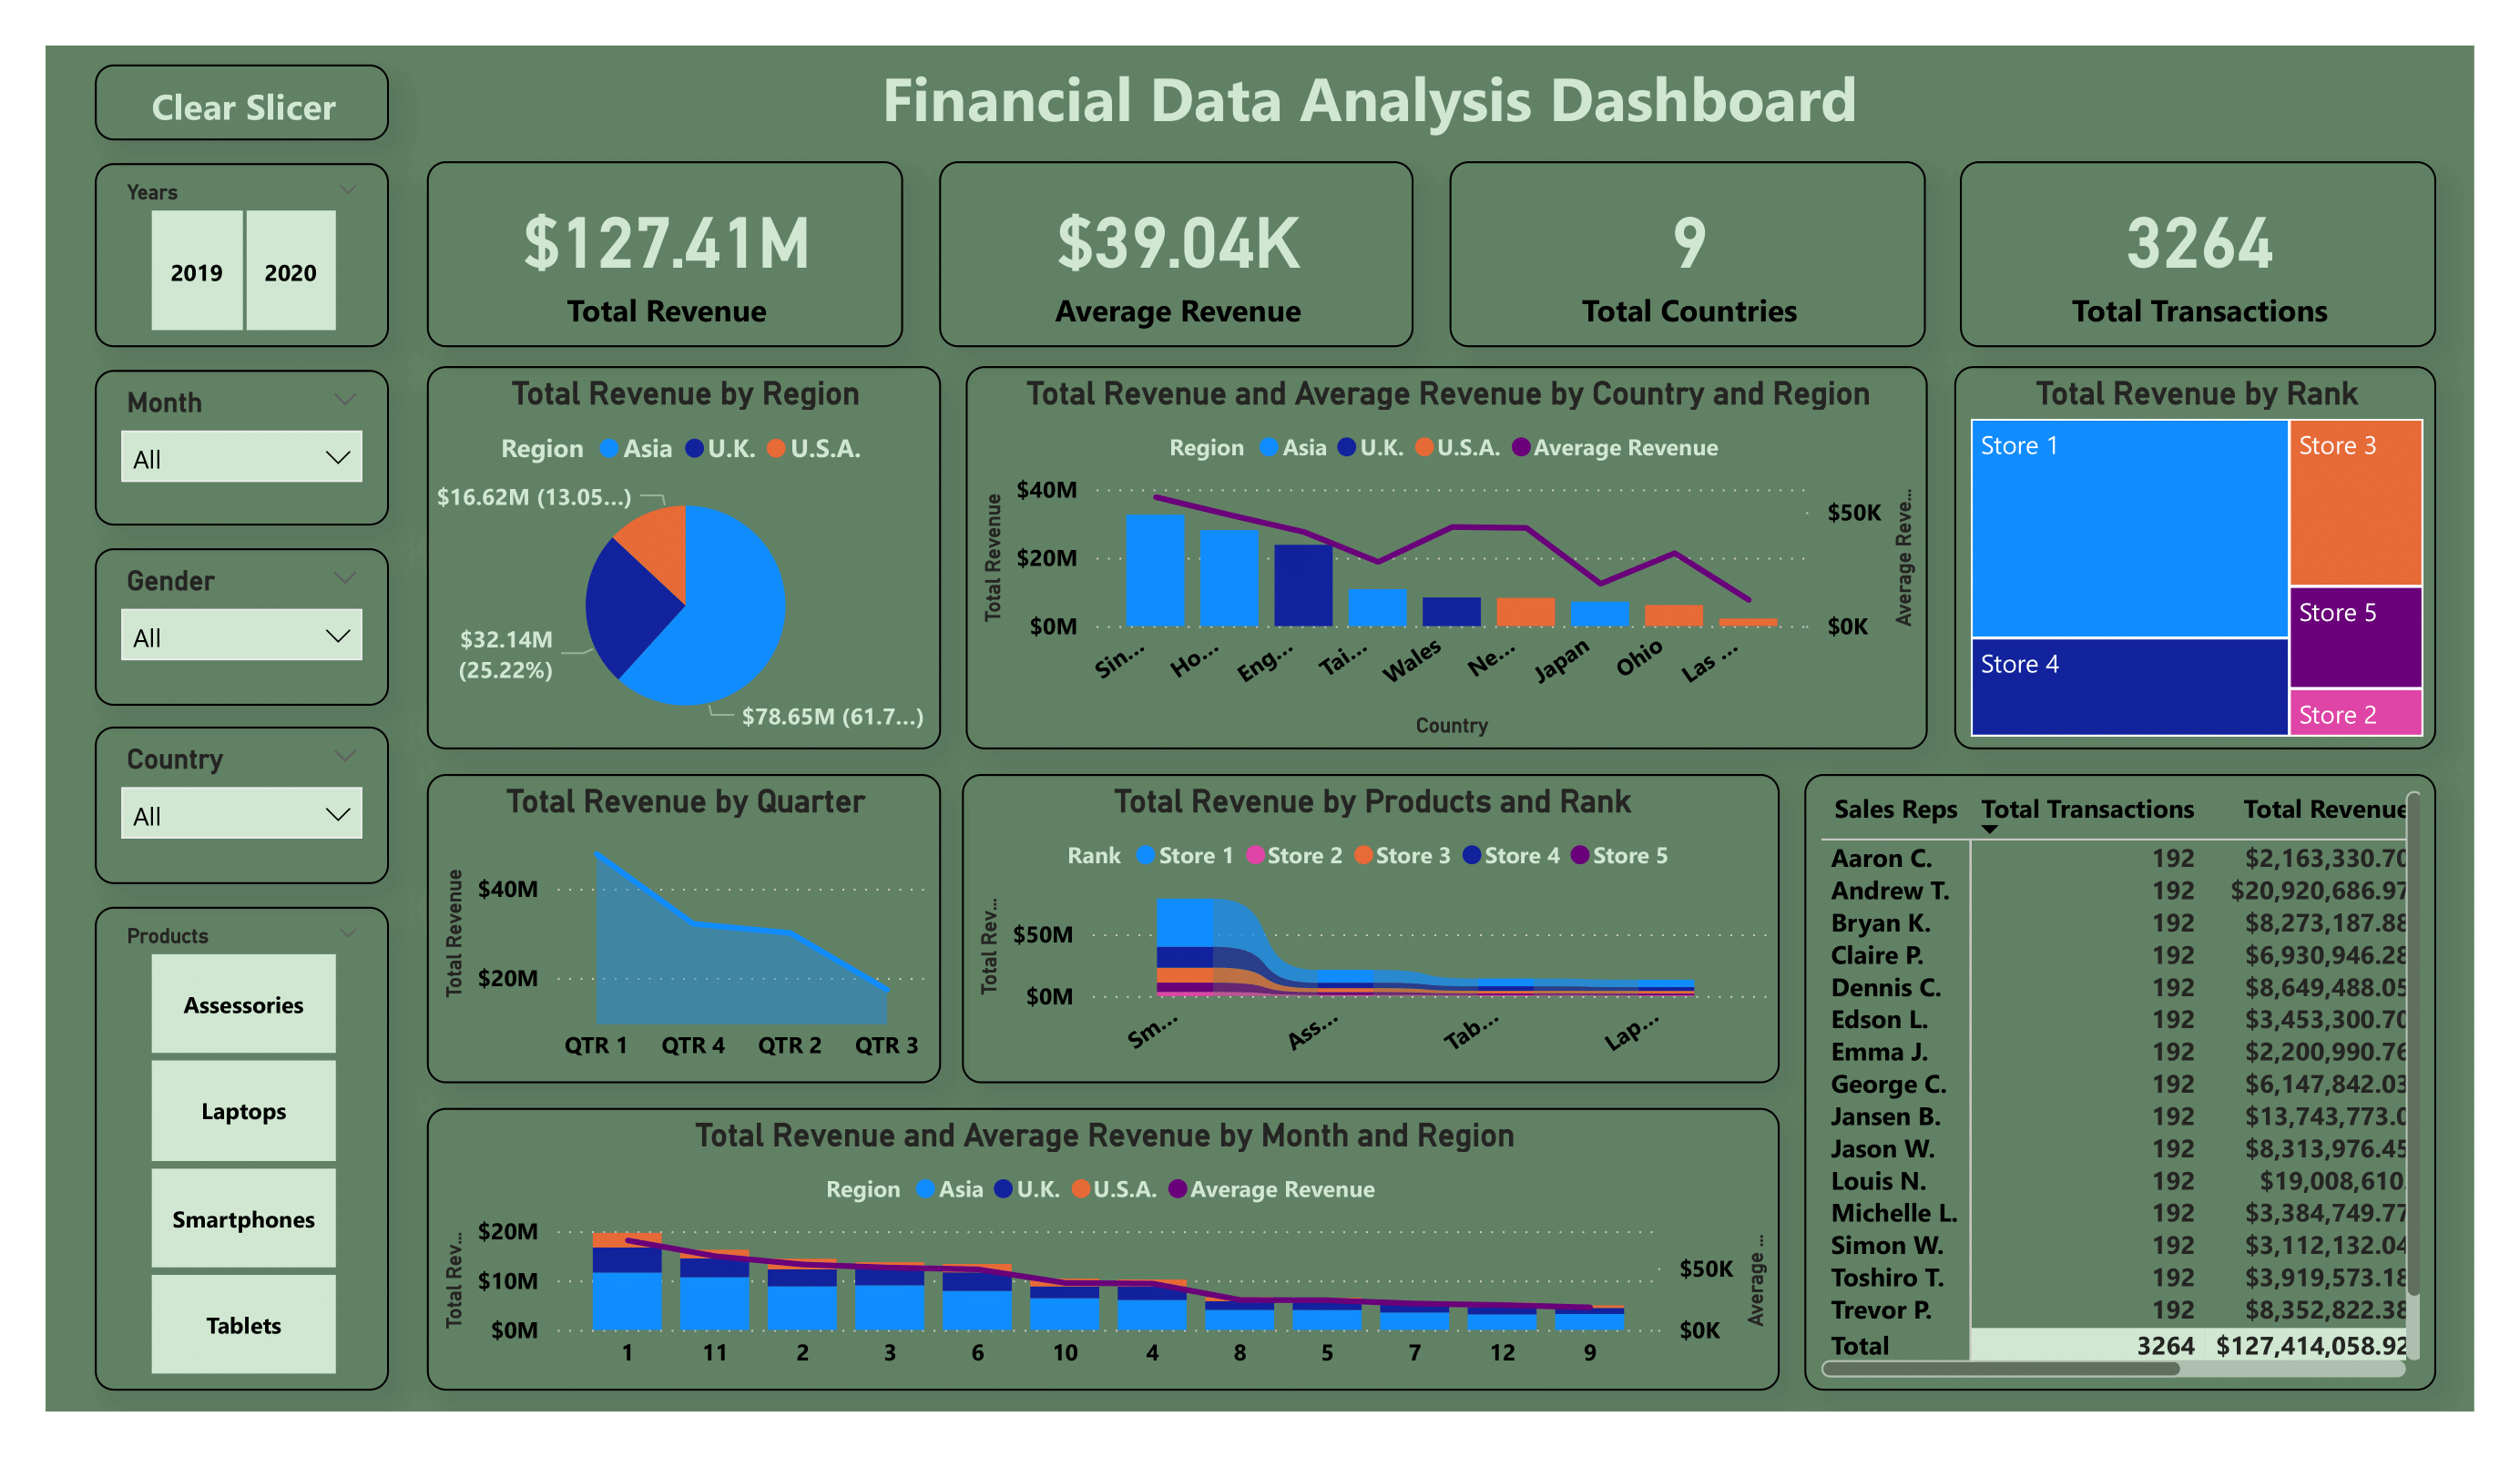 Clear Slicer
Financial Data Analysis Dashboard
Years
2019
2020
Month
All
Gender
All
Country
All
Products
Assessories
Laptops
Smartphones
Tablets
$127.41M
Total Revenue
$39.04K
Average Revenue
9
Total Countries
3264
Total Transactions
Total Revenue by Region
Region Asia U.K. U.S.A.
$16.62M (13.05...)
$32.14M
(25.22%)
$78.65M (61.7...)
Total Revenue and Average Revenue by Country and Region
Region Asia U.K. U.S.A. Average Revenue
Total Revenue
$40M
$20M
$0M
$50K
$0K
Average Reve...
Sin... Ho... Eng... Tai... Wales Ne... Japan Ohio Las ...
Country
Total Revenue by Rank
Store 1
Store 3
Store 5
Store 4
Store 2
Total Revenue by Quarter
Total Revenue
$40M
$20M
QTR 1 QTR 4 QTR 2 QTR 3
Total Revenue by Products and Rank
Rank Store 1 Store 2 Store 3 Store 4 Store 5
Total Rev...
$50M
$0M
Sm... Ass... Tab... Lap...
Total Revenue and Average Revenue by Month and Region
Region Asia U.K. U.S.A. Average Revenue
Total Rev...
$20M
$10M
$0M
$50K
$0K
Average ...
1 11 2 3 6 10 4 8 5 7 12 9
Sales Reps Total Transactions Total Revenue
Aaron C. 192 $2,163,330.70
Andrew T. 192 $20,920,686.97
Bryan K. 192 $8,273,187.88
Claire P. 192 $6,930,946.28
Dennis C. 192 $8,649,488.05
Edson L. 192 $3,453,300.70
Emma J. 192 $2,200,990.76
George C. 192 $6,147,842.03
Jansen B. 192 $13,743,773.0
Jason W. 192 $8,313,976.45
Louis N. 192 $19,008,610.
Michelle L. 192 $3,384,749.77
Simon W. 192 $3,112,132.04
Toshiro T. 192 $3,919,573.18
Trevor P. 192 $8,352,822.38
Total 3264 $127,414,058.92